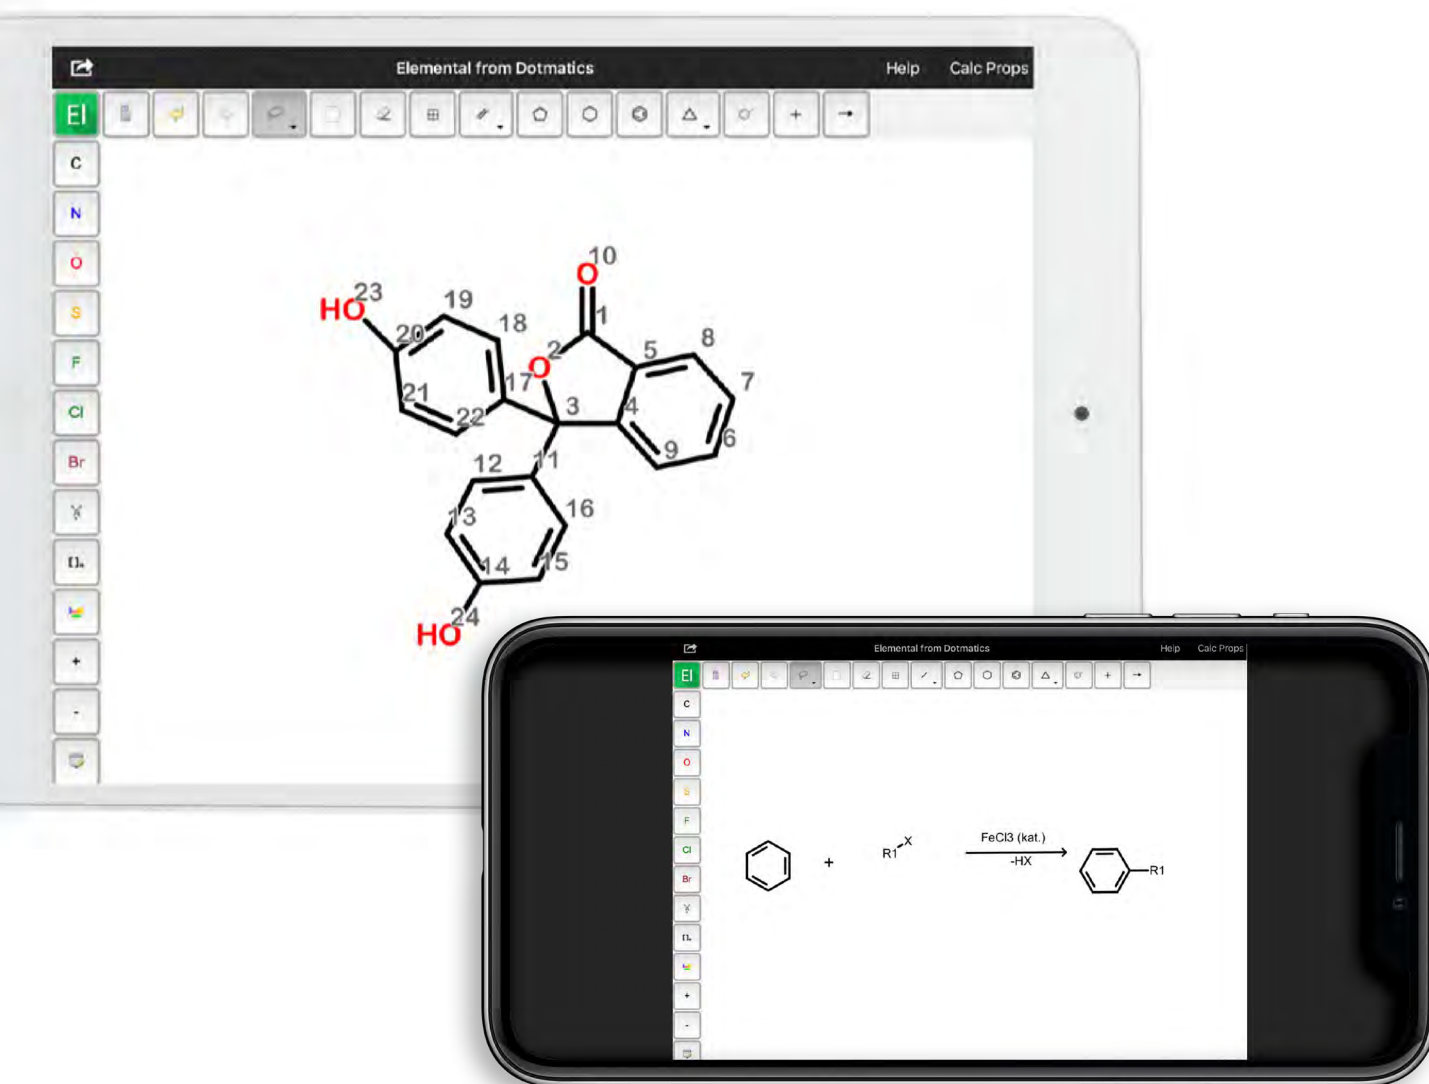 Elemental from Dotmatics
Help Calc Props
El
C
N
O
S
F
Cl
Br
X
[ ]n
+
-
+
10
O
1
HO 23
19
20
18
2
O
5
8
7
21
17
22
3
4
6
9
12
11
13
16
14
15
24
HO
Elemental from Dotmatics
Help Calc Props
El
C
N
O
S
F
Cl
Br
X
[ ]n
+
-
+
+
R1 X
FeCl3 (kat.)
-HX
R1